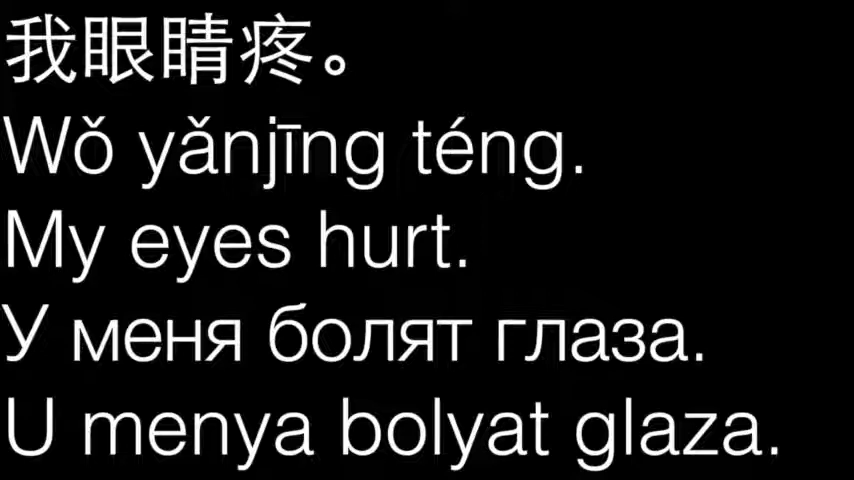 我眼睛疼。
Wǒ yǎnjīng téng.
My eyes hurt.
У меня болят глаза.
U menya bolyat glaza.